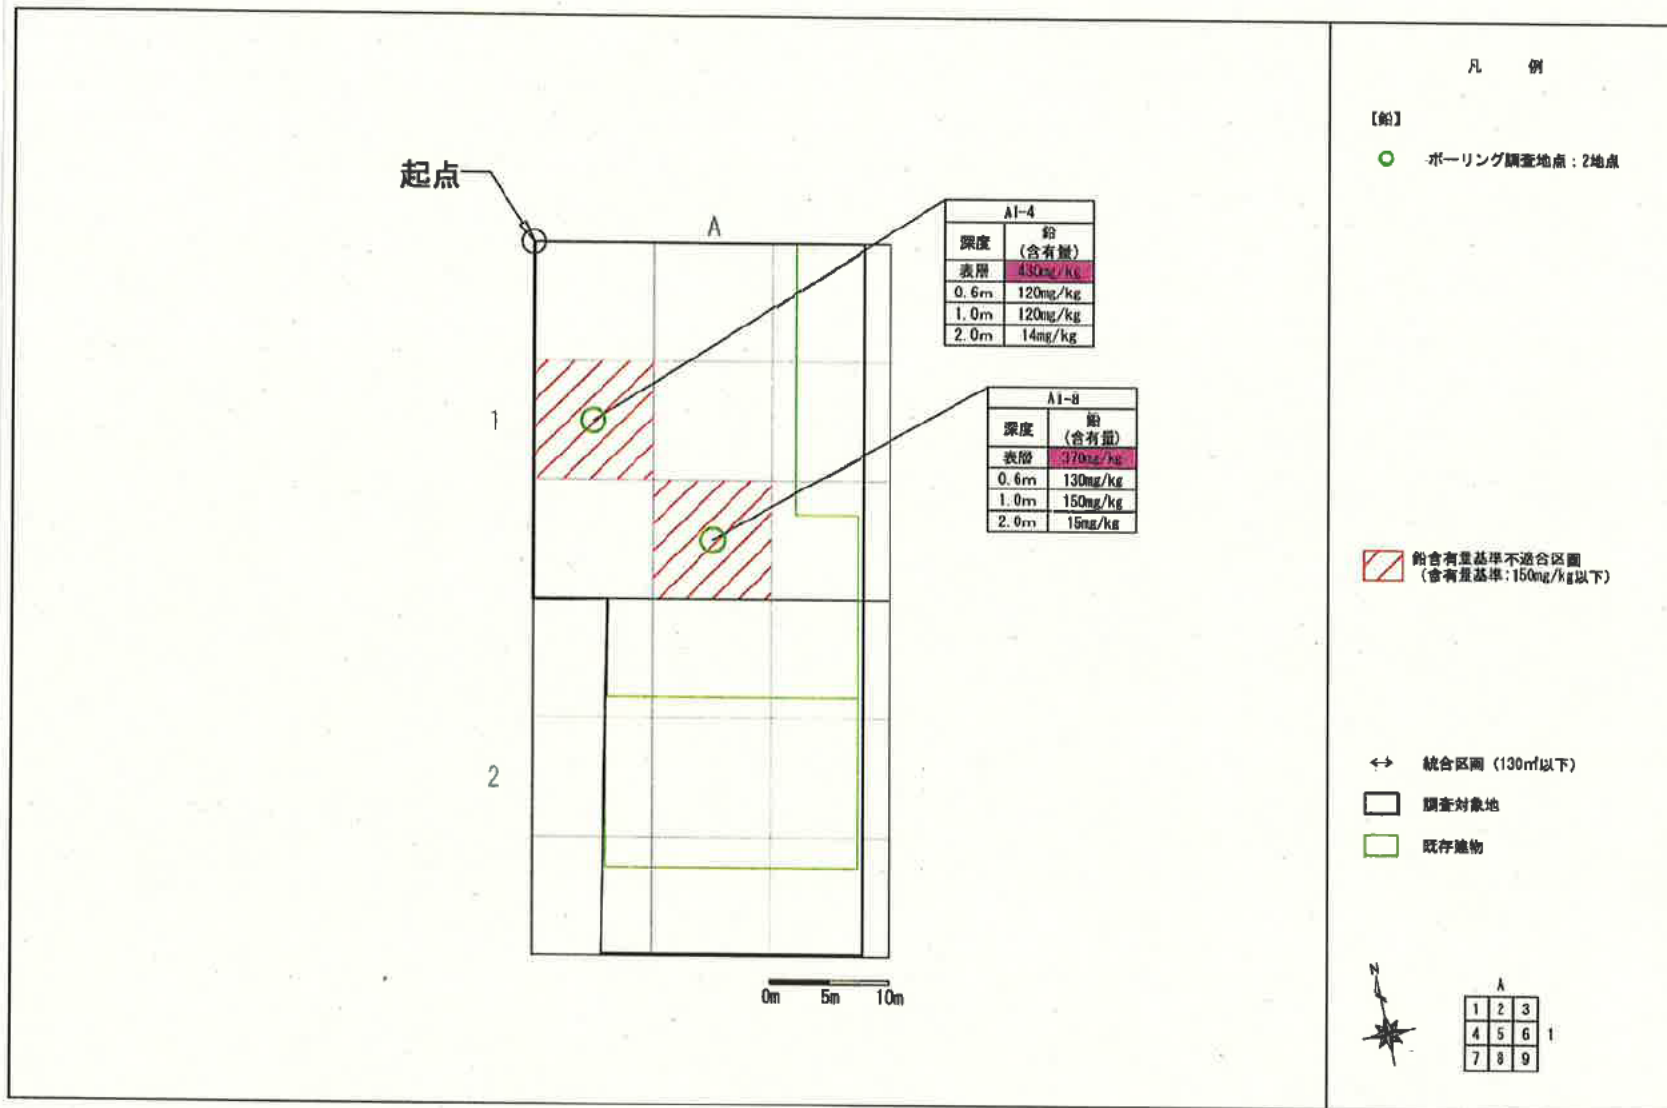 起点
A
1
2
A1-4
深度 鉛
(含有量)
表層 430mg/kg
0.6m 120mg/kg
1.0m 120mg/kg
2.0m 14mg/kg
A1-8
深度 鉛
(含有量)
表層 370mg/kg
0.6m 130mg/kg
1.0m 150mg/kg
2.0m 15mg/kg
0m 5m 10m
凡 例
【鉛】
ボーリング調査地点:2地点
鉛含有量基準不適合区画
(含有量基準:150mg/kg以下)
統合区画 (130㎡以下)
調査対象地
既存建物
N
A
1 2 3
4 5 6 1
7 8 9